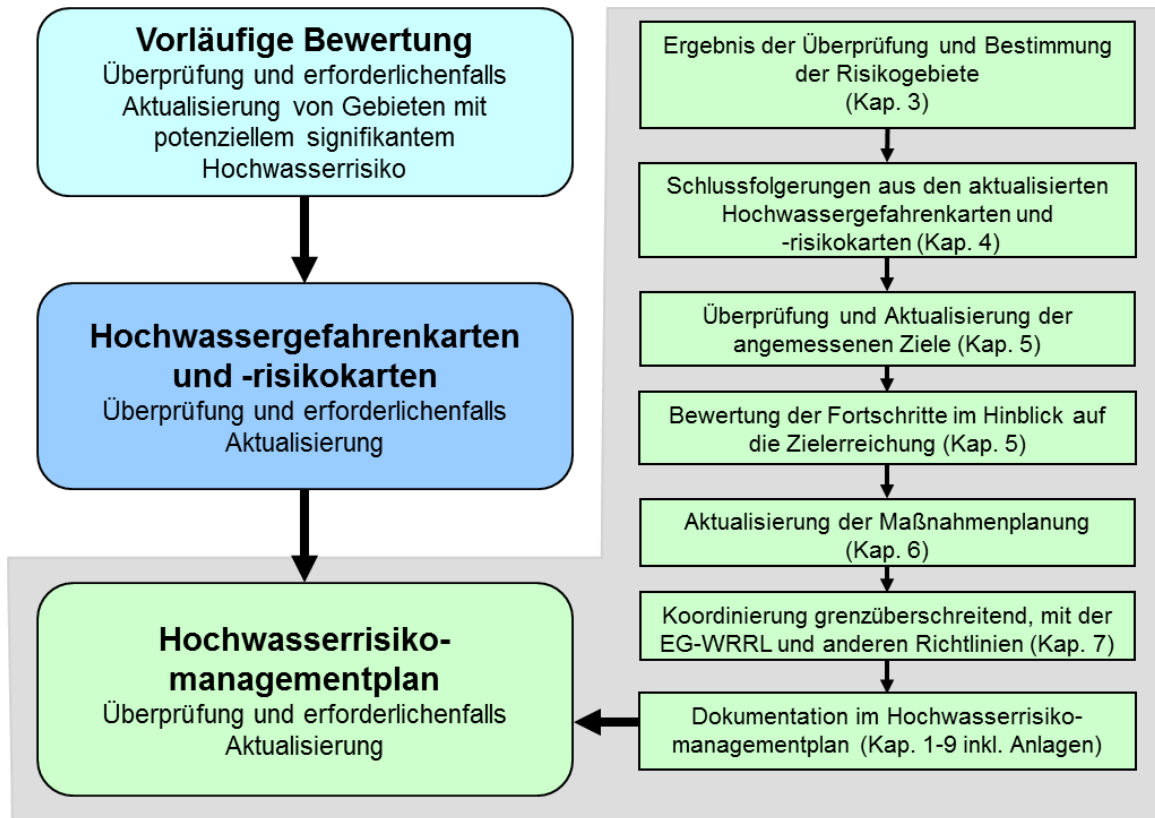 Vorläufige Bewertung
Überprüfung und erforderlichenfalls
Aktualisierung von Gebieten mit
potenziellem signifikantem
Hochwasserrisiko
Hochwassergefahrenkarten
und -risikokarten
Überprüfung und erforderlichenfalls
Aktualisierung
Hochwasserrisiko-
managementplan
Überprüfung und erforderlichenfalls
Aktualisierung
Ergebnis der Überprüfung und Bestimmung
der Risikogebiete
(Kap. 3)
Schlussfolgerungen aus den aktualisierten
Hochwassergefahrenkarten und
-risikokarten (Kap. 4)
Überprüfung und Aktualisierung der
angemessenen Ziele (Kap. 5)
Bewertung der Fortschritte im Hinblick auf
die Zielerreichung (Kap. 5)
Aktualisierung der Maßnahmenplanung
(Kap. 6)
Koordinierung grenzüberschreitend, mit der
EG-WRRL und anderen Richtlinien (Kap. 7)
Dokumentation im Hochwasserrisiko-
managementplan (Kap. 1-9 inkl. Anlagen)